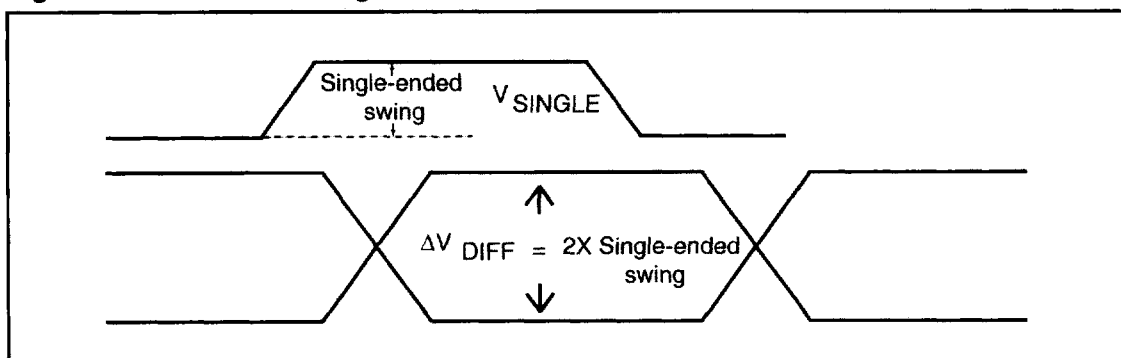 Single-ended
swing
V SINGLE
ΔV DIFF = 2X Single-ended
swing